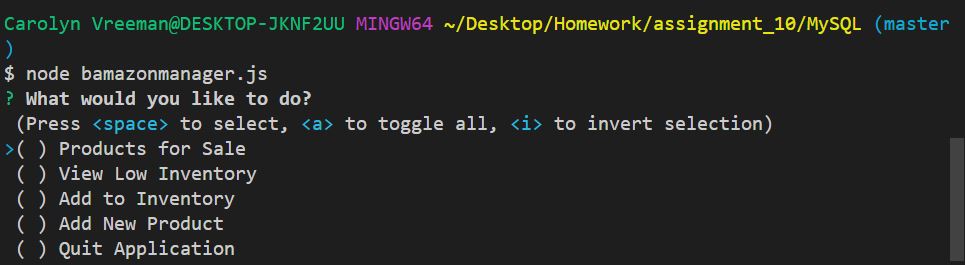 Carolyn Vreeman@DESKTOP-JKNF2UU MINGW64 ~/Desktop/Homework/assignment_10/MySQL (master
)
$ node bamazonmanager.js
? What would you like to do?
(Press <space> to select, <a> to toggle all, <i> to invert selection)
>( ) Products for Sale
( ) View Low Inventory
( ) Add to Inventory
( ) Add New Product
( ) Quit Application